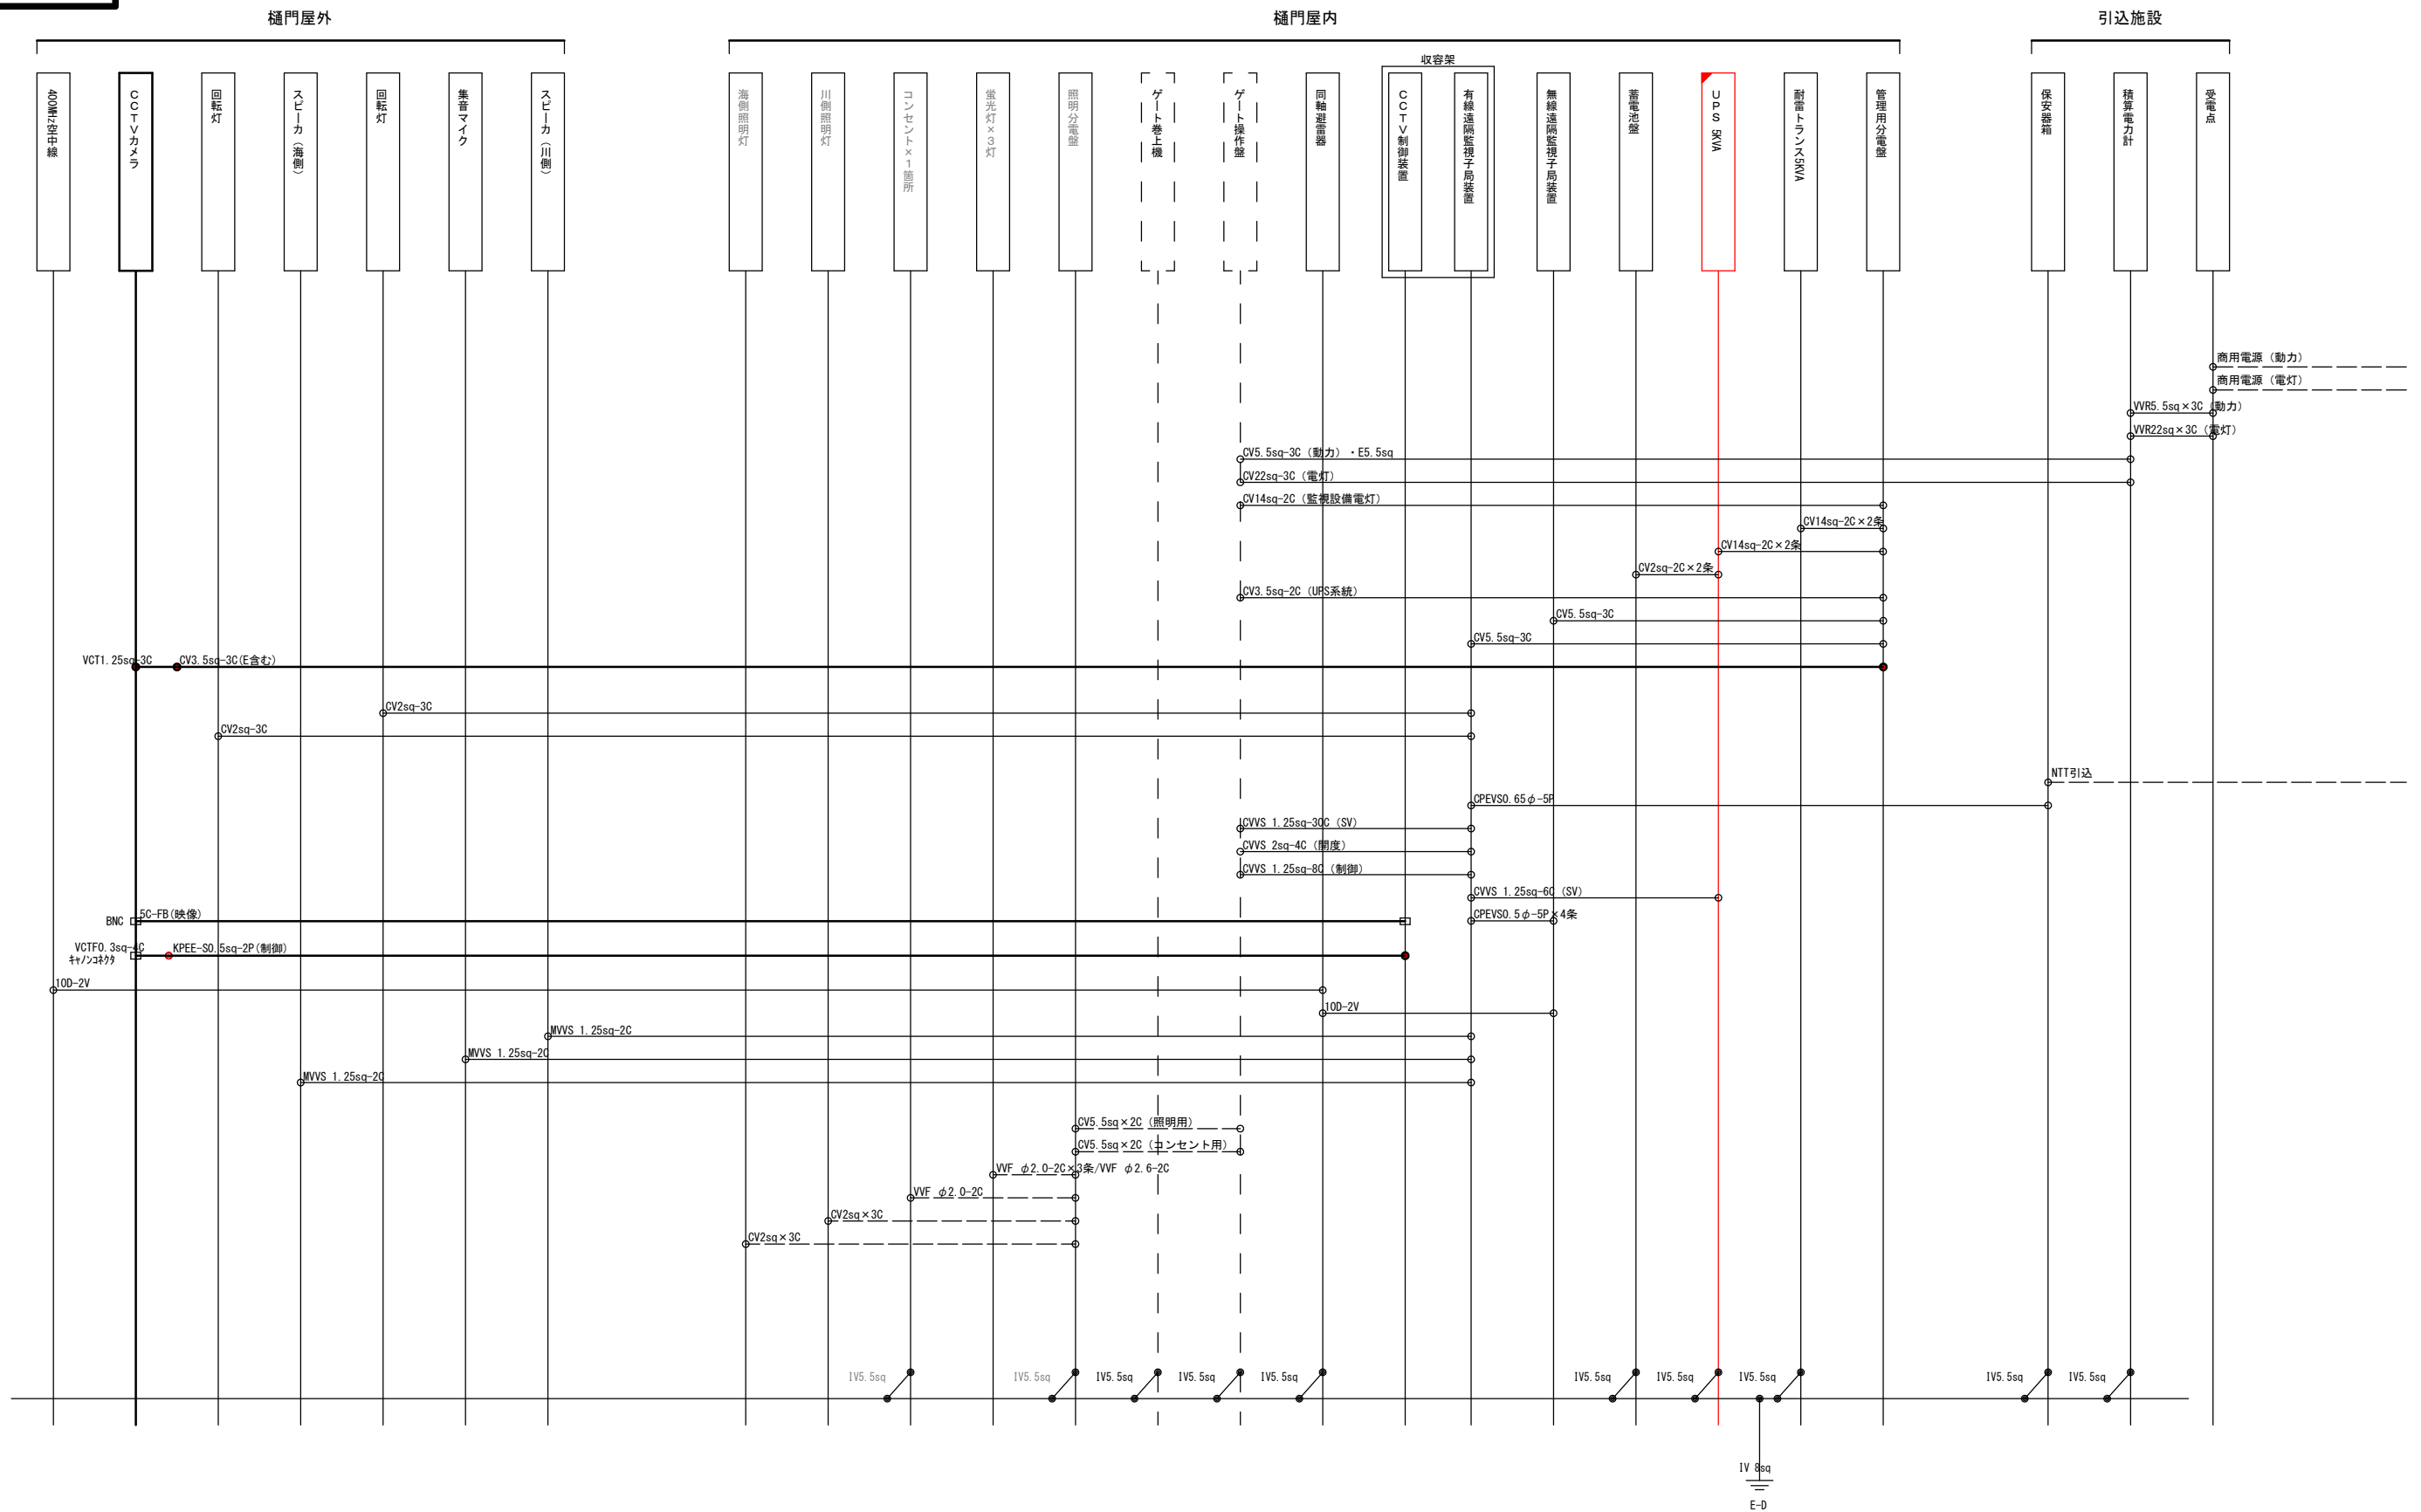 樋門屋外
樋門屋内
引込施設
収容架
400MHz空中線
CCTVカメラ
回転灯
スピーカ（海側）
回転灯
集音マイク
スピーカ（川側）
海側照明灯
川側照明灯
コンセント×1箇所
蛍光灯×3灯
照明分電盤
ゲート巻上機
ゲート操作盤
同軸避雷器
CCTV制御装置
有線遠隔監視子局装置
無線遠隔監視子局装置
蓄電池盤
UPS 5KVA
耐雷トランス5KVA
管理用分電盤
保安器箱
積算電力計
受電点
商用電源（動力）
商用電源（電灯）
VVR5.5sq×3C（動力）
VVR22sq×3C（電灯）
CV5.5sq-3C（動力）・E5.5sq
CV22sq-3C（電灯）
CV14sq-2C（監視設備電灯）
CV14sq-2C×2条
CV14sq-2C×2条
CV2sq-2C×2条
CV3.5sq-2C（UPS系統）
CV5.5sq-3C
CV5.5sq-3C
VCT1.25sq-3C CV3.5sq-3C(E含む)
CV2sq-3C
CV2sq-3C
NTT引込
CPEVS0.65φ-5P
CVVS 1.25sq-30C（SV）
CVVS 2sq-4C（開度）
CVVS 1.25sq-8C（制御）
CVVS 1.25sq-6C（SV）
BNC 5C-FB(映像)
CPEVS0.5φ-5P×4条
VCTF0.3sq-4C KPEE-S0.5sq-2P(制御)
ｷｬﾉﾝｺﾈｸﾀ
10D-2V
10D-2V
MVVS 1.25sq-2C
MVVS 1.25sq-2C
MVVS 1.25sq-2C
CV5.5sq×2C（照明用）
CV5.5sq×2C（コンセント用）
VVF φ2.0-2C×3条/VVF φ2.6-2C
VVF φ2.0-2C
CV2sq×3C
CV2sq×3C
IV5.5sq
IV5.5sq
IV5.5sq
IV5.5sq
IV5.5sq
IV5.5sq
IV5.5sq
IV5.5sq
IV5.5sq
IV5.5sq
IV 8sq
E-D